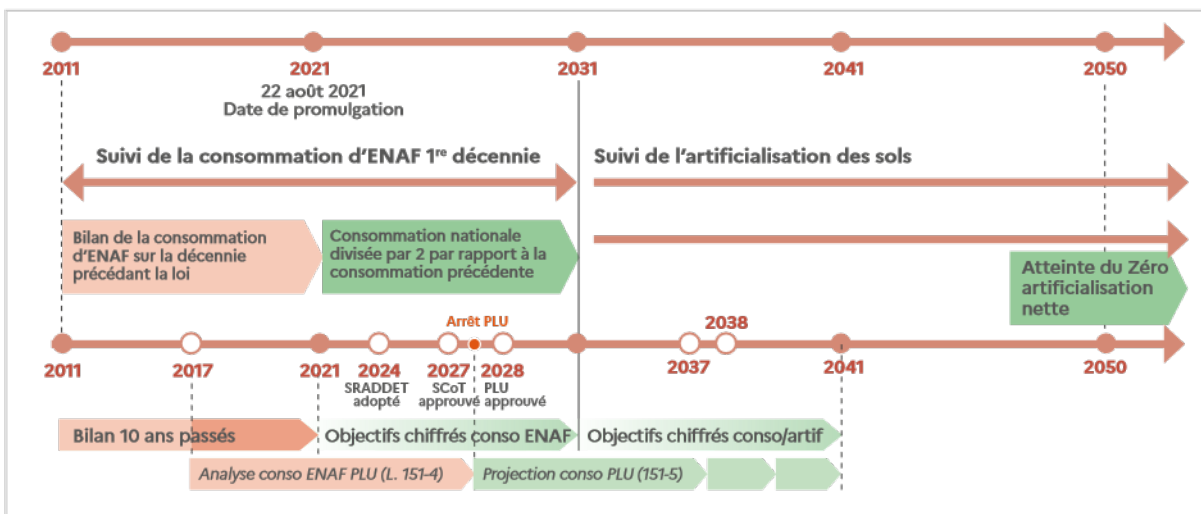 2011
2021
2031
2041
2050
22 août 2021
Date de promulgation
Suivi de la consommation d’ENAF 1re décennie
Suivi de l’artificialisation des sols
Bilan de la consommation
d’ENAF sur la décennie
précédant la loi
Consommation nationale
divisée par 2 par rapport à la
consommation précédente
Atteinte du Zéro
artificialisation
nette
Arrêt PLU
2038
2011
2017
2021
2024
2027
2028
2037
2041
2050
SRADDET
adopté
SCoT
approuvé
PLU
approuvé
Bilan 10 ans passés
Objectifs chiffrés conso ENAF
Objectifs chiffrés conso/artif
Analyse conso ENAF PLU (L. 151-4)
Projection conso PLU (151-5)